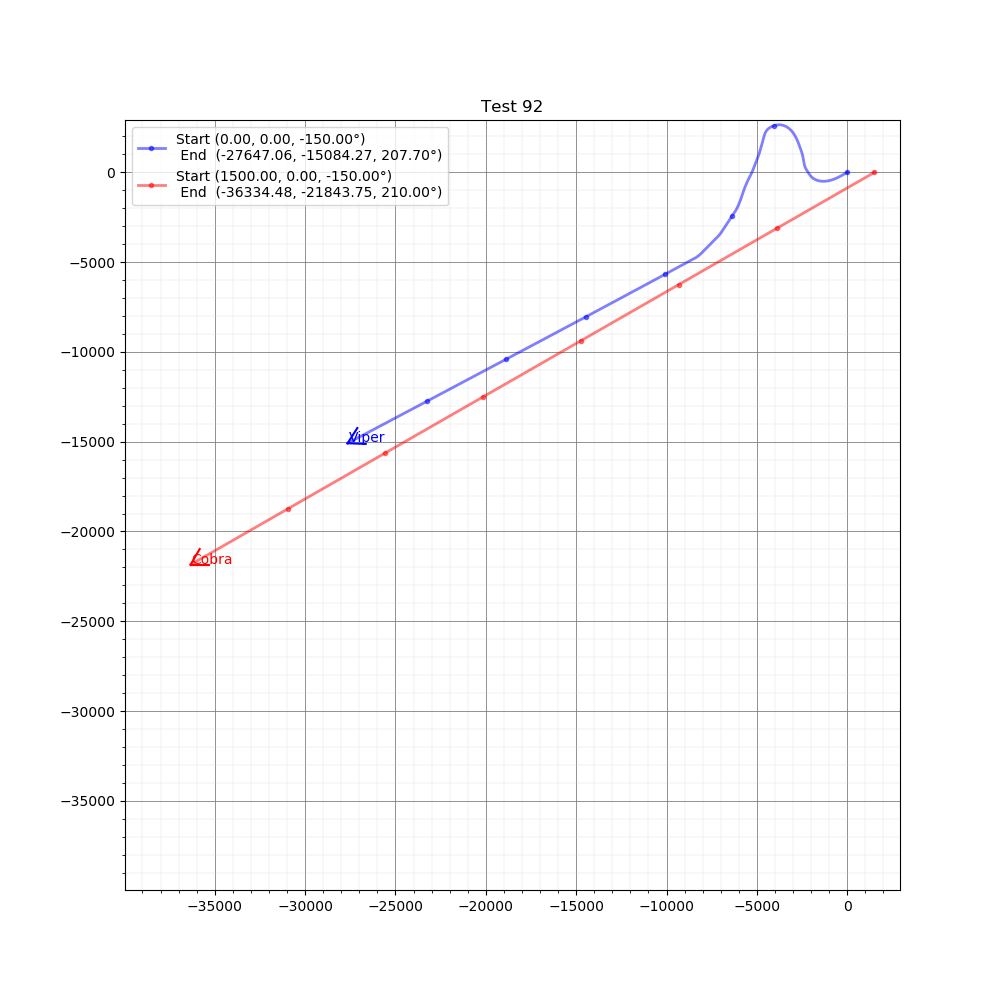 Test 92
Start (0.00, 0.00, -150.00°)
End (-27647.06, -15084.27, 207.70°)
Start (1500.00, 0.00, -150.00°)
End (-36334.48, -21843.75, 210.00°)
0
−5000
−10000
−15000
−20000
−25000
−30000
−35000
Viper
Cobra
−35000 −30000 −25000 −20000 −15000 −10000 −5000 0